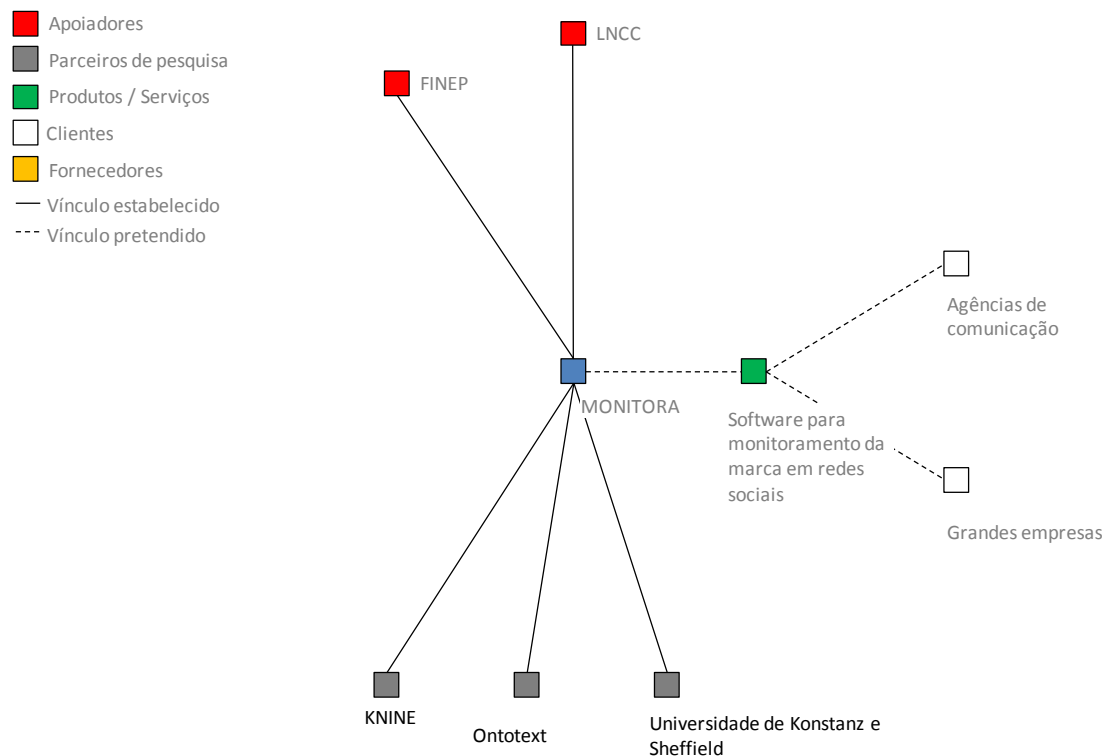 Apoiadores
Parceiros de pesquisa
Produtos / Serviços
Clientes
Fornecedores
Vínculo estabelecido
Vínculo pretendido
LNCC
FINEP
Agências de
comunicação
MONITORA
Software para
monitoramento da
marca em redes
sociais
Grandes empresas
KNINE
Ontotext
Universidade de Konstanz e
Sheffield